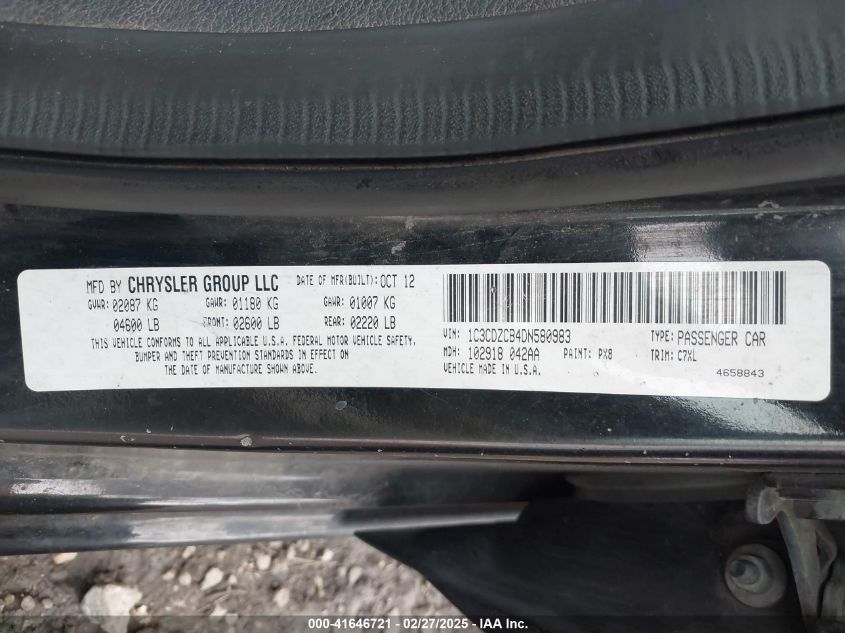 MFD BY CHRYSLER GROUP LLC DATE OF MFR(BUILT): OCT 12
GVWR: 02087 KG GAWR: 01180 KG GAWR: 01007 KG
04600 LB FRONT: 02600 LB REAR: 02220 LB
THIS VEHICLE CONFORMS TO ALL APPLICABLE U.S.A. FEDERAL MOTOR VEHICLE SAFETY,
BUMPER AND THEFT PREVENTION STANDARDS IN EFFECT ON
THE DATE OF MANUFACTURE SHOWN ABOVE.
VIN: 1C3CDZCB4DN580983 TYPE: PASSENGER CAR
MDH: 102918 042AA PAINT: PX8 TRIM: C7XL
VEHICLE MADE IN U.S.A. 4658843
000-41646721 - 02/27/2025 - IAA Inc.